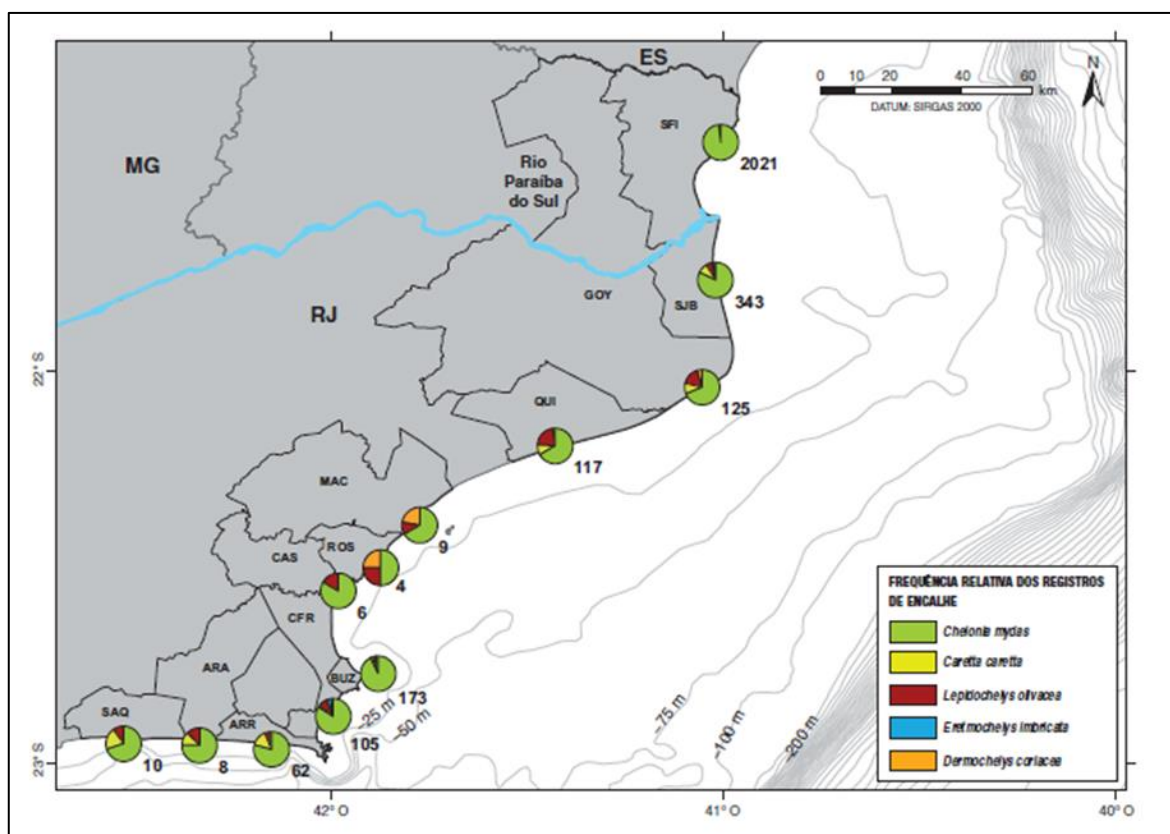 ES
N
0 10 20 40 60
km
DATUM: SIRGAS 2000
MG
SFI
2021
Rio
Paraíba
do Sul
GOY
SJB
343
RJ
22° S
125
QUI
117
MAC
9
ROS
CAS
4
6
CFR
ARA
BUZ
173
SAQ
ARR
105
10
8
62
–25 m
–50 m
–75 m
–100 m
–200 m
23° S
FREQUÊNCIA RELATIVA DOS REGISTROS
DE ENCALHE
Chelonia mydas
Caretta caretta
Lepidochelys olivacea
Eretmochelys imbricata
Dermochelys coriacea
42° O
41° O
40° O